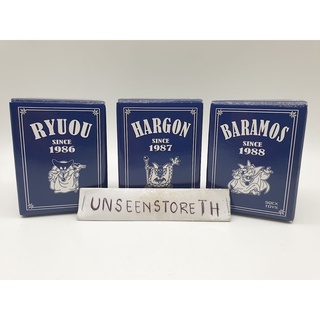 RYUOU
SINCE
1986
HARGON
SINCE
1987
BARAMOS
SINCE
1988
UNSEENSTORETH